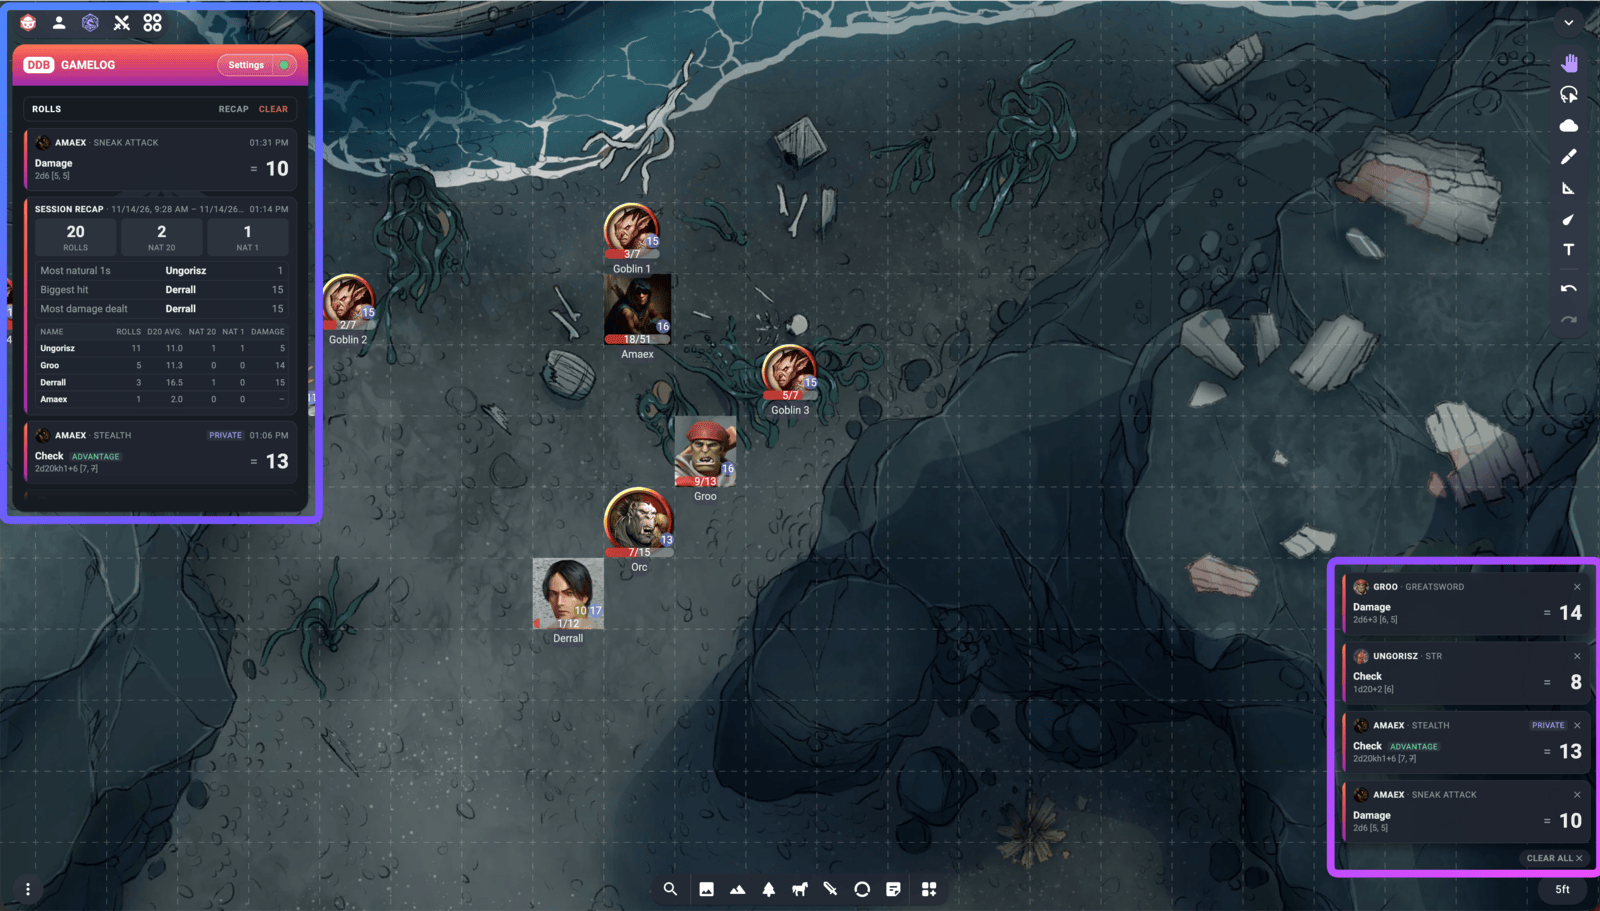 DDB GAMELOG Settings
ROLLS RECAP CLEAR
AMAEX · SNEAK ATTACK 01:31 PM
Damage
2d6 [5, 5] = 10
SESSION RECAP · 11/14/26, 9:28 AM – 11/14/26... 01:14 PM
20 2 1
ROLLS NAT 20 NAT 1
Most natural 1s Ungorisz 1
Biggest hit Derrall 15
Most damage dealt Derrall 15
NAME ROLLS D20 AVG. NAT 20 NAT 1 DAMAGE
Ungorisz 11 11.0 1 1 5
Groo 5 11.3 0 0 14
Derrall 3 16.5 1 0 15
Amaex 1 2.0 0 0 –
AMAEX · STEALTH PRIVATE 01:06 PM
Check ADVANTAGE
2d20kh1+6 [7, 7] = 13
15
3/7
Goblin 1
15
2/7
Goblin 2
16
18/51
Amaex
15
5/7
Goblin 3
16
9/13
Groo
13
7/15
Orc
10 17
1/12
Derrall
GROO · GREATSWORD
Damage
2d6+3 [6, 5] = 14
UNGORISZ · STR
Check
1d20+2 [6] = 8
AMAEX · STEALTH PRIVATE
Check ADVANTAGE
2d20kh1+6 [7, 7] = 13
AMAEX · SNEAK ATTACK
Damage
2d6 [5, 5] = 10
CLEAR ALL
5ft